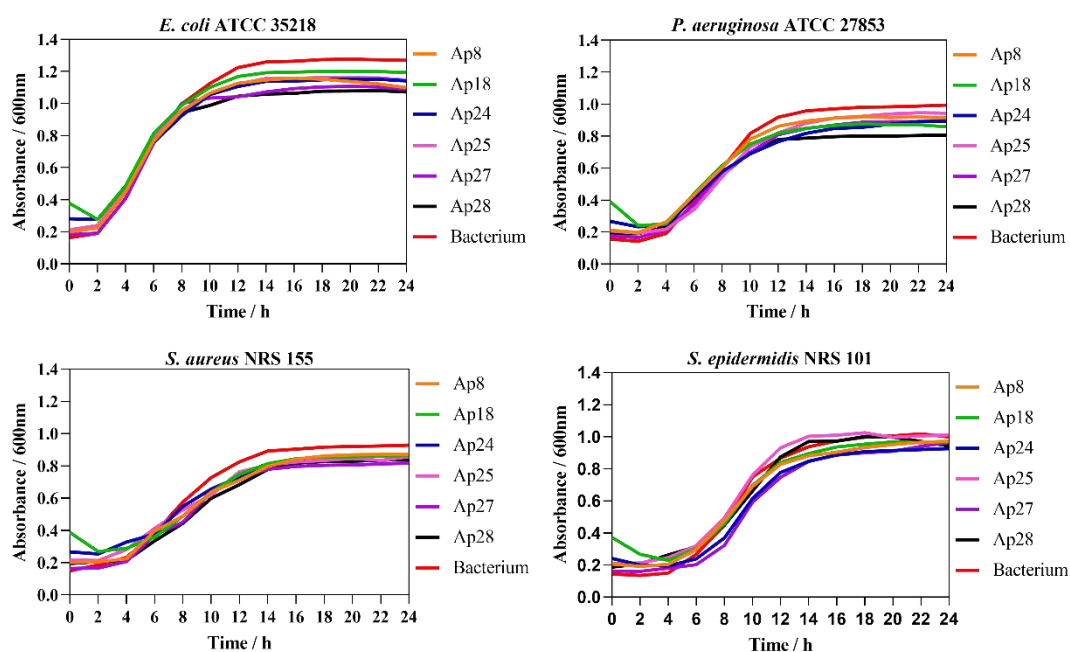 E. coli ATCC 35218
Absorbance / 600nm
1.4
1.2
1.0
0.8
0.6
0.4
0.2
0.0
0 2 4 6 8 10 12 14 16 18 20 22 24
Time / h
Ap8
Ap18
Ap24
Ap25
Ap27
Ap28
Bacterium
P. aeruginosa ATCC 27853
Absorbance / 600nm
1.4
1.2
1.0
0.8
0.6
0.4
0.2
0.0
0 2 4 6 8 10 12 14 16 18 20 22 24
Time / h
Ap8
Ap18
Ap24
Ap25
Ap27
Ap28
Bacterium
S. aureus NRS 155
Absorbance / 600nm
1.4
1.2
1.0
0.8
0.6
0.4
0.2
0.0
0 2 4 6 8 10 12 14 16 18 20 22 24
Time / h
Ap8
Ap18
Ap24
Ap25
Ap27
Ap28
Bacterium
S. epidermidis NRS 101
Absorbance / 600nm
1.4
1.2
1.0
0.8
0.6
0.4
0.2
0.0
0 2 4 6 8 10 12 14 16 18 20 22 24
Time / h
Ap8
Ap18
Ap24
Ap25
Ap27
Ap28
Bacterium